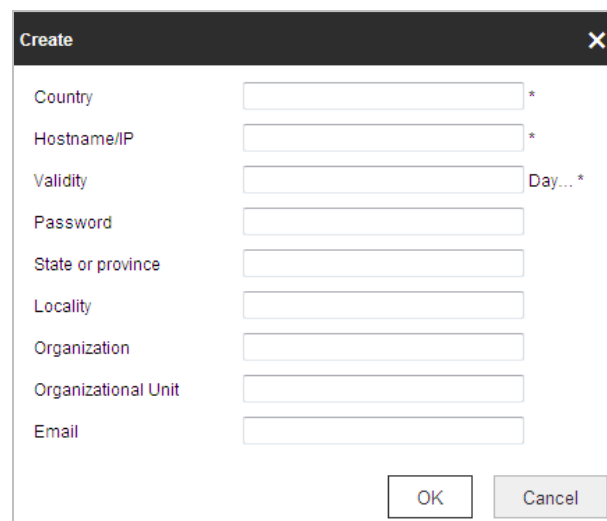 Create
Country *
Hostname/IP *
Validity Day... *
Password
State or province
Locality
Organization
Organizational Unit
Email
OK Cancel